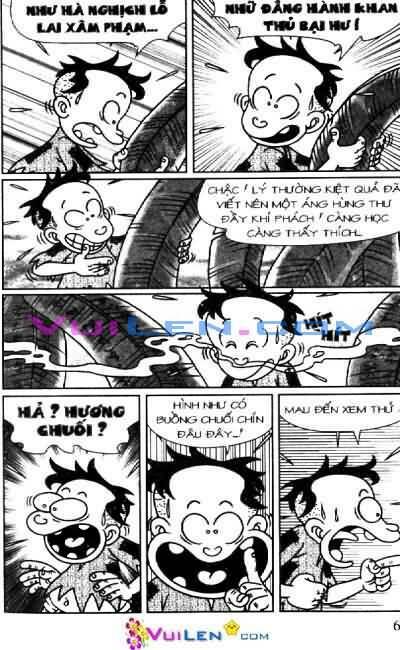 NHƯ HÀ NGHỊCH LỖ
LAI XÂM PHẠM...
NHỮ ĐẲNG HÀNH KHAN
THỦ BẠI HƯ !
CHẬC ! LÝ THƯỜNG KIỆT QUẢ ĐÃ
VIẾT NÊN MỘT ÁNG HÙNG THƯ
ĐẦY KHÍ PHÁCH ! CÀNG HỌC
CÀNG THẤY THÍCH...
HÍT
HÍT
VUILEN.COM
HẢ ? HƯƠNG
CHUỐI ?
HÌNH NHƯ CÓ
BUỒNG CHUỐI CHÍN
ĐÂU ĐÂY...!
MAU ĐẾN XEM THỬ
6
VUILEN.COM